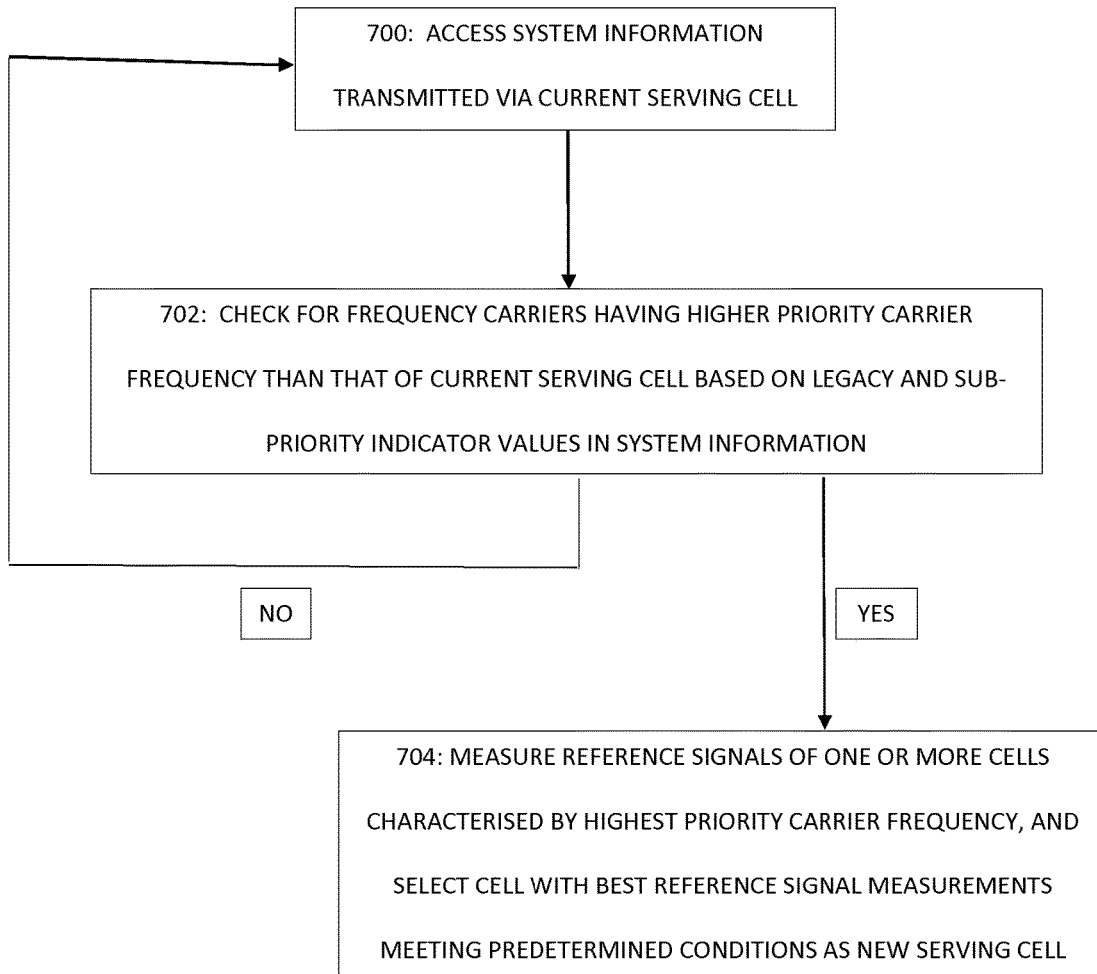 700: ACCESS SYSTEM INFORMATION
TRANSMITTED VIA CURRENT SERVING CELL
702: CHECK FOR FREQUENCY CARRIERS HAVING HIGHER PRIORITY CARRIER
FREQUENCY THAN THAT OF CURRENT SERVING CELL BASED ON LEGACY AND SUB-
PRIORITY INDICATOR VALUES IN SYSTEM INFORMATION
NO
YES
704: MEASURE REFERENCE SIGNALS OF ONE OR MORE CELLS
CHARACTERISED BY HIGHEST PRIORITY CARRIER FREQUENCY, AND
SELECT CELL WITH BEST REFERENCE SIGNAL MEASUREMENTS
MEETING PREDETERMINED CONDITIONS AS NEW SERVING CELL